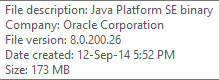 File description: Java Platform SE binary
Company: Oracle Corporation
File version: 8.0.200.26
Date created: 12-Sep-14 5:52 PM
Size: 173 MB